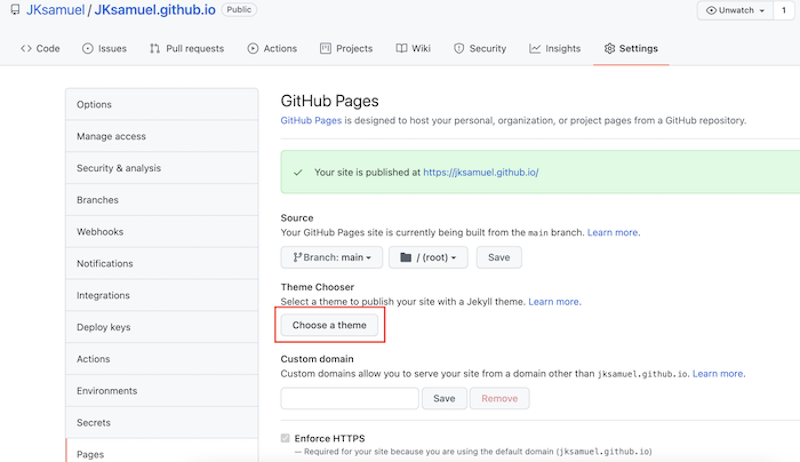 JKsamuel / JKsamuel.github.io Public Unwatch 1
Code Issues Pull requests Actions Projects Wiki Security Insights Settings
Options
Manage access
Security & analysis
Branches
Webhooks
Notifications
Integrations
Deploy keys
Actions
Environments
Secrets
Pages
GitHub Pages
GitHub Pages is designed to host your personal, organization, or project pages from a GitHub repository.
Your site is published at https://jksamuel.github.io/
Source
Your GitHub Pages site is currently being built from the main branch. Learn more.
Branch: main / (root) Save
Theme Chooser
Select a theme to publish your site with a Jekyll theme. Learn more.
Choose a theme
Custom domain
Custom domains allow you to serve your site from a domain other than jksamuel.github.io. Learn more.
Save Remove
Enforce HTTPS
— Required for your site because you are using the default domain (jksamuel.github.io)